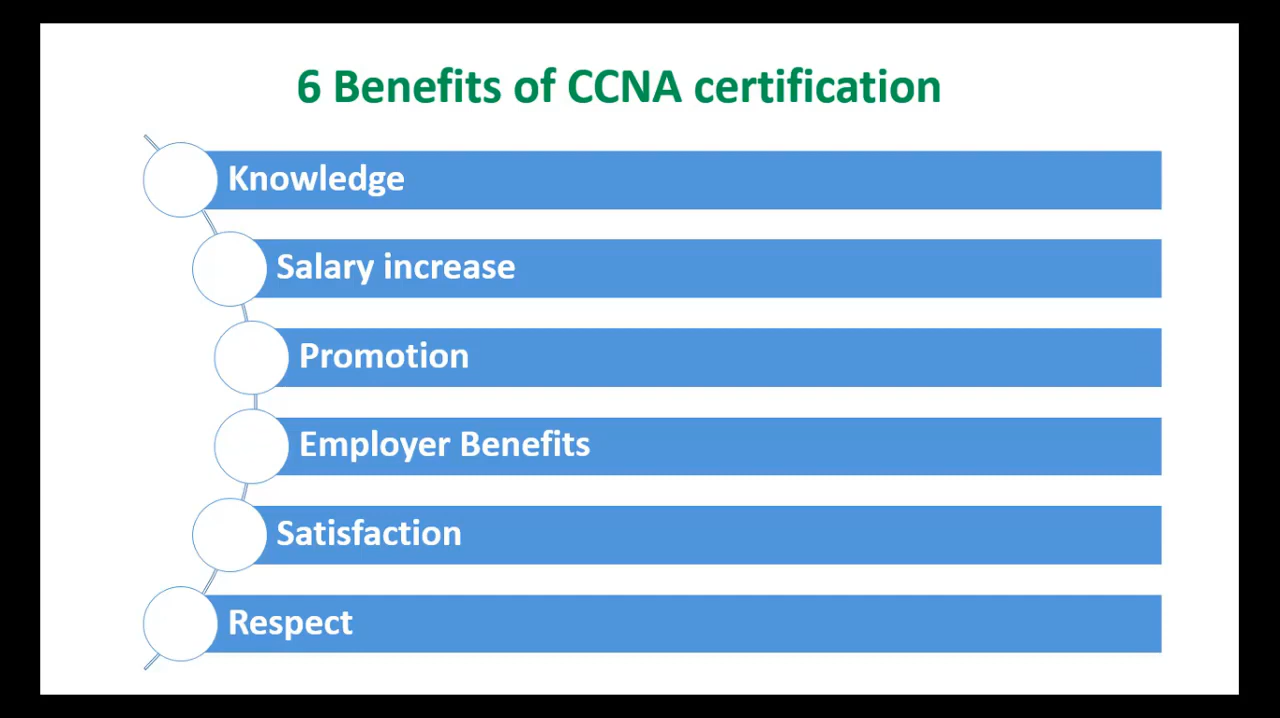 6 Benefits of CCNA certification
Knowledge
Salary increase
Promotion
Employer Benefits
Satisfaction
Respect